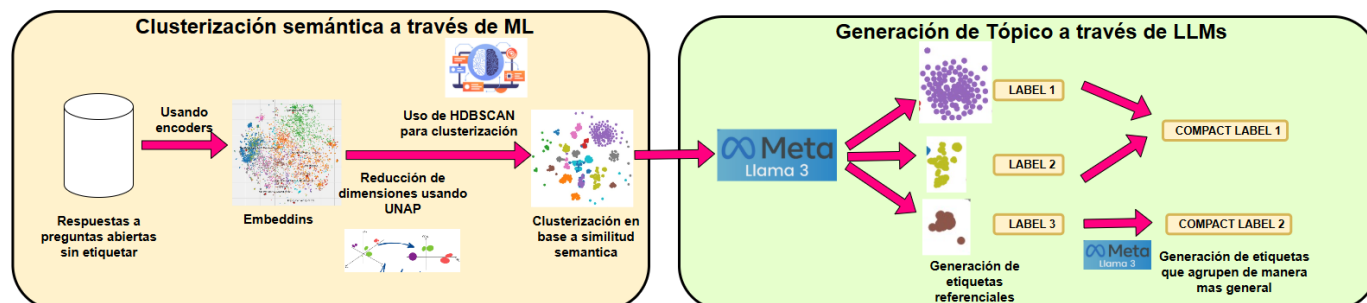 Clusterización semántica a través de ML
Usando
encoders
Respuestas a
preguntas abiertas
sin etiquetar
Embeddins
Uso de HDBSCAN
para clusterización
Reducción de
dimensiones usando
UNAP
Clusterización en
base a similitud
semantica
Generación de Tópico a través de LLMs
Meta
Llama 3
LABEL 1
LABEL 2
LABEL 3
Generación de
etiquetas
referenciales
COMPACT LABEL 1
COMPACT LABEL 2
Meta
Llama 3
Generación de etiquetas
que agrupen de manera
mas general